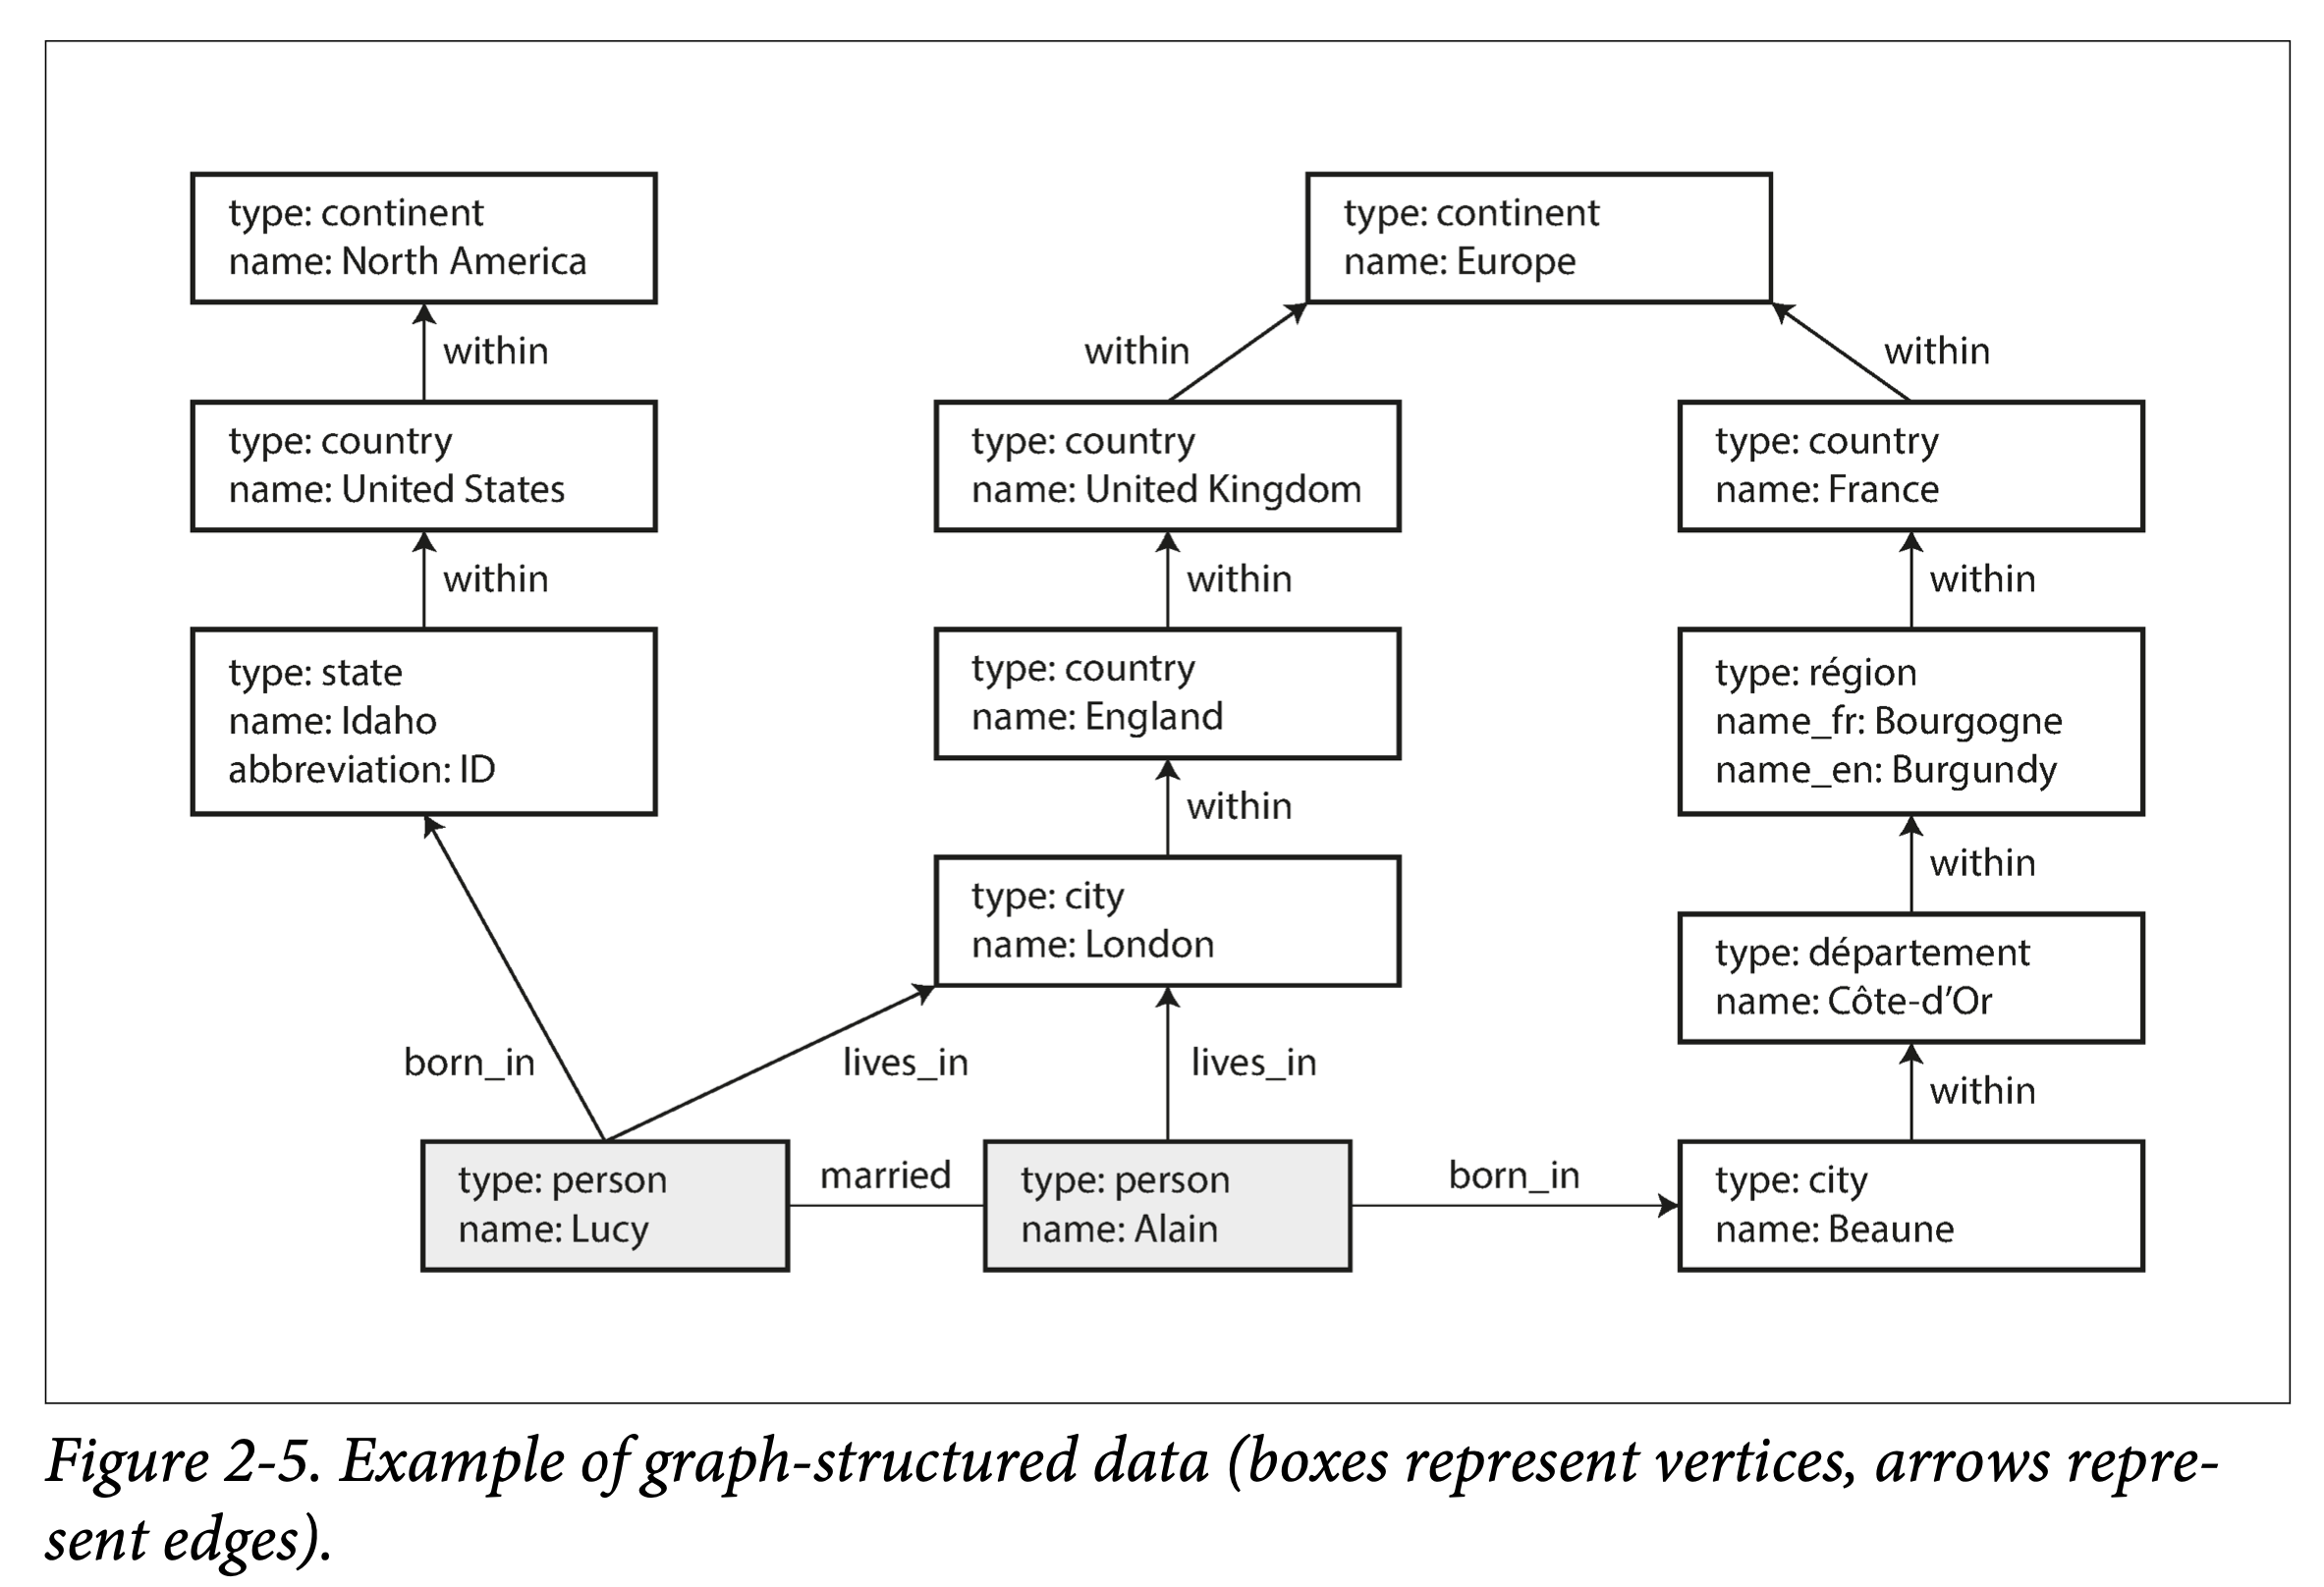 type: continent
name: North America
type: continent
name: Europe
within
within
within
type: country
name: United States
type: country
name: United Kingdom
type: country
name: France
within
within
within
type: state
name: Idaho
abbreviation: ID
type: country
name: England
type: région
name_fr: Bourgogne
name_en: Burgundy
within
within
type: city
name: London
type: département
name: Côte-d’Or
born_in
lives_in
lives_in
within
type: person
name: Lucy
married
type: person
name: Alain
born_in
type: city
name: Beaune
Figure 2-5. Example of graph-structured data (boxes represent vertices, arrows repre-
sent edges).